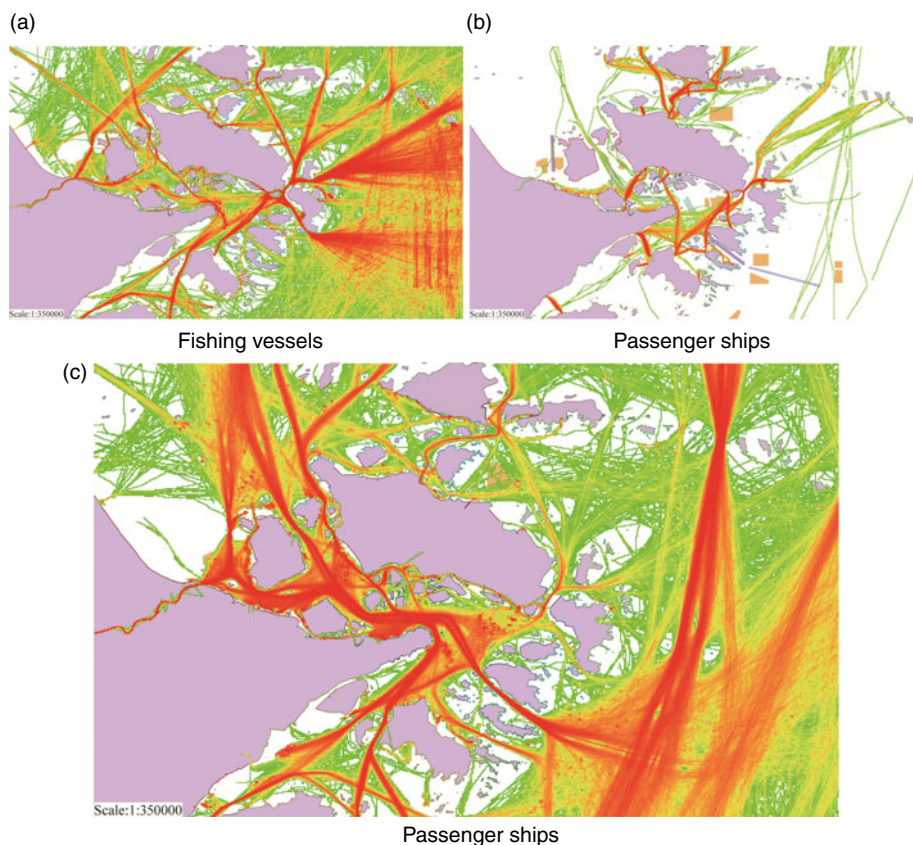 (a)
(b)
Scale:1:350000
Scale:1:350000
Fishing vessels
Passenger ships
(c)
Scale:1:350000
Passenger ships